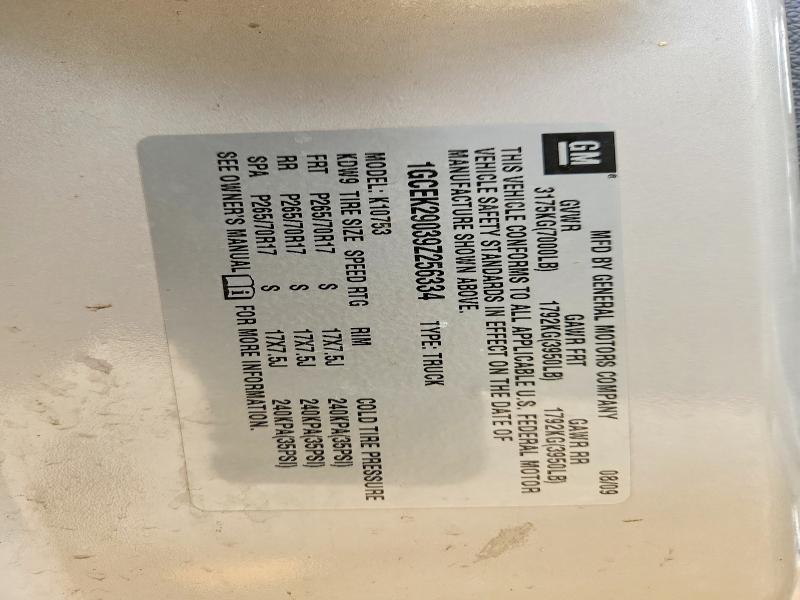 GM®
MFD BY GENERAL MOTORS COMPANY 08/09
GVWR GAWR FRT GAWR RR
3175KG(7000LB) 1792KG(3950LB) 1792KG(3950LB)
THIS VEHICLE CONFORMS TO ALL APPLICABLE U.S. FEDERAL MOTOR
VEHICLE SAFETY STANDARDS IN EFFECT ON THE DATE OF
MANUFACTURE SHOWN ABOVE.
1GCEK29039Z256334 TYPE: TRUCK
MODEL: K10753
KDW9 TIRE SIZE SPEED RTG RIM COLD TIRE PRESSURE
FRT P265/70R17 S 17X7.5J 240KPA(35PSI)
RR P265/70R17 S 17X7.5J 240KPA(35PSI)
SPA P265/70R17 S 17X7.5J 240KPA(35PSI)
SEE OWNER'S MANUAL FOR MORE INFORMATION.